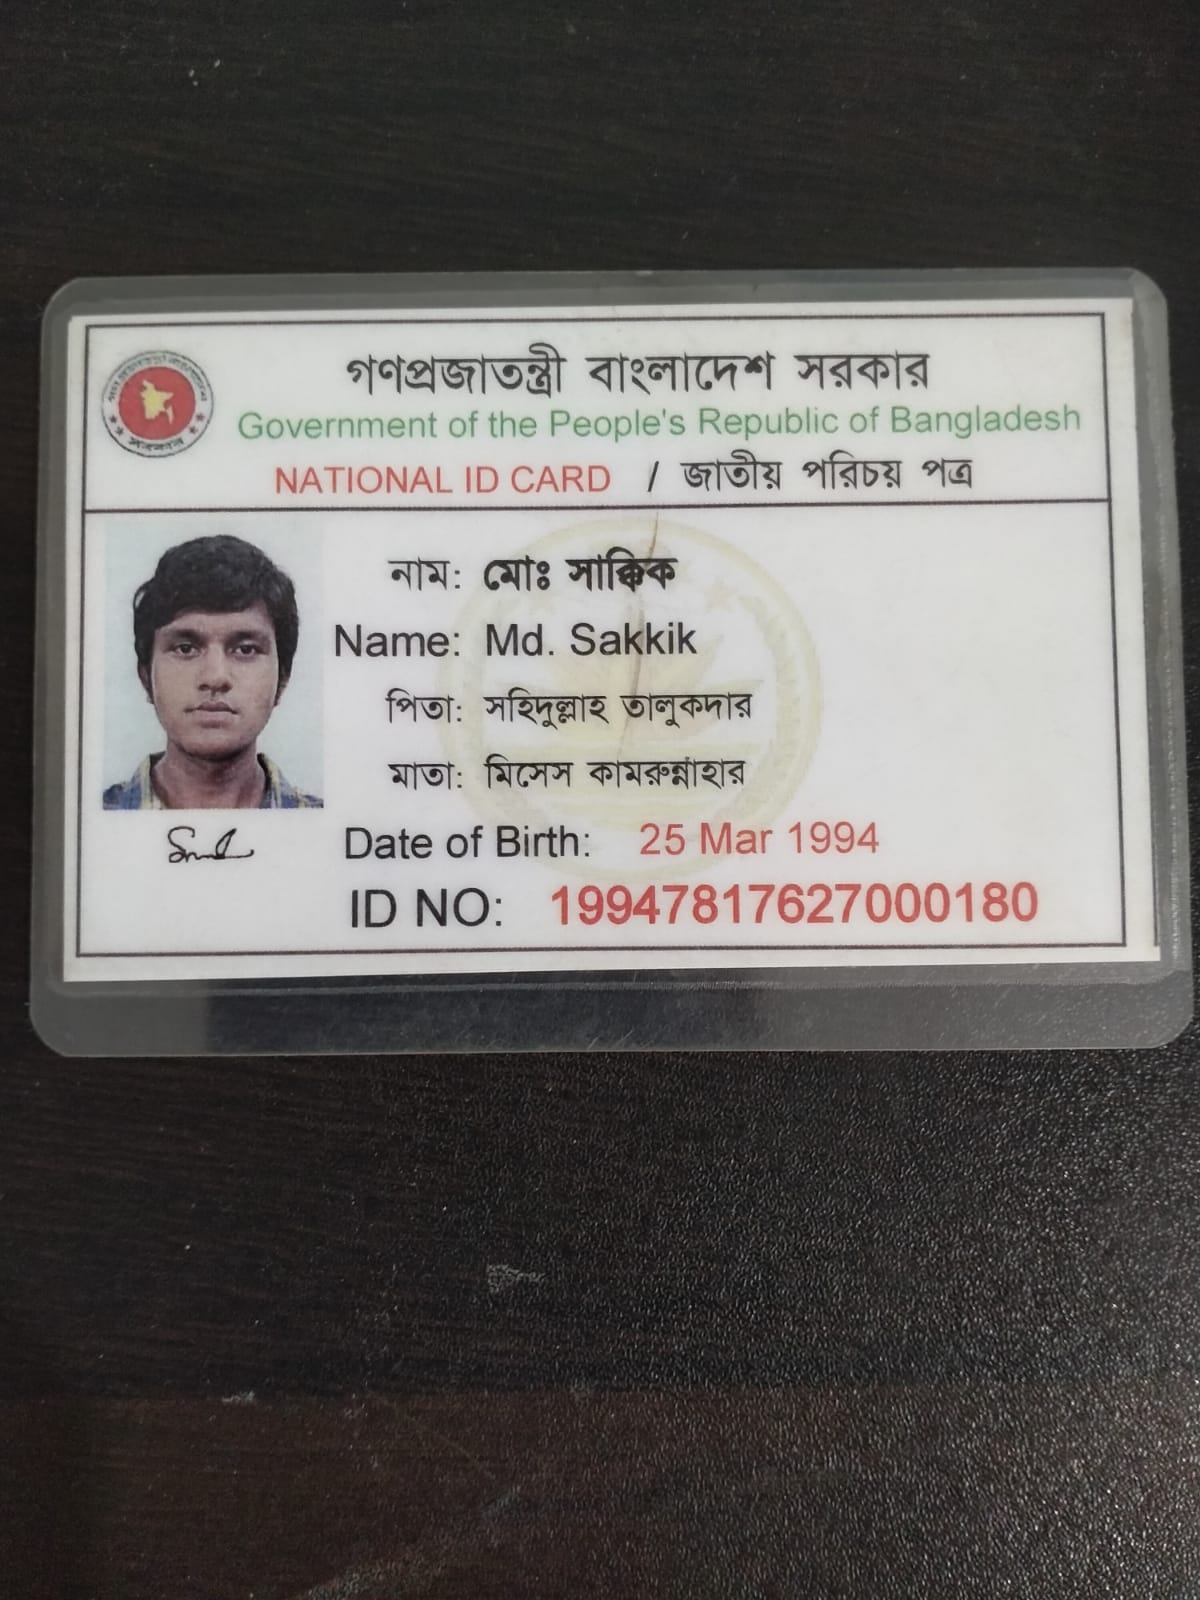 গণপ্রজাতন্ত্রী বাংলাদেশ সরকার
Government of the People's Republic of Bangladesh
NATIONAL ID CARD / জাতীয় পরিচয় পত্র
নাম: মোঃ সাক্কিক
Name: Md. Sakkik
পিতা: সহিদুল্লাহ তালুকদার
মাতা: মিসেস কামরুন্নাহার
Date of Birth: 25 Mar 1994
ID NO: 19947817627000180